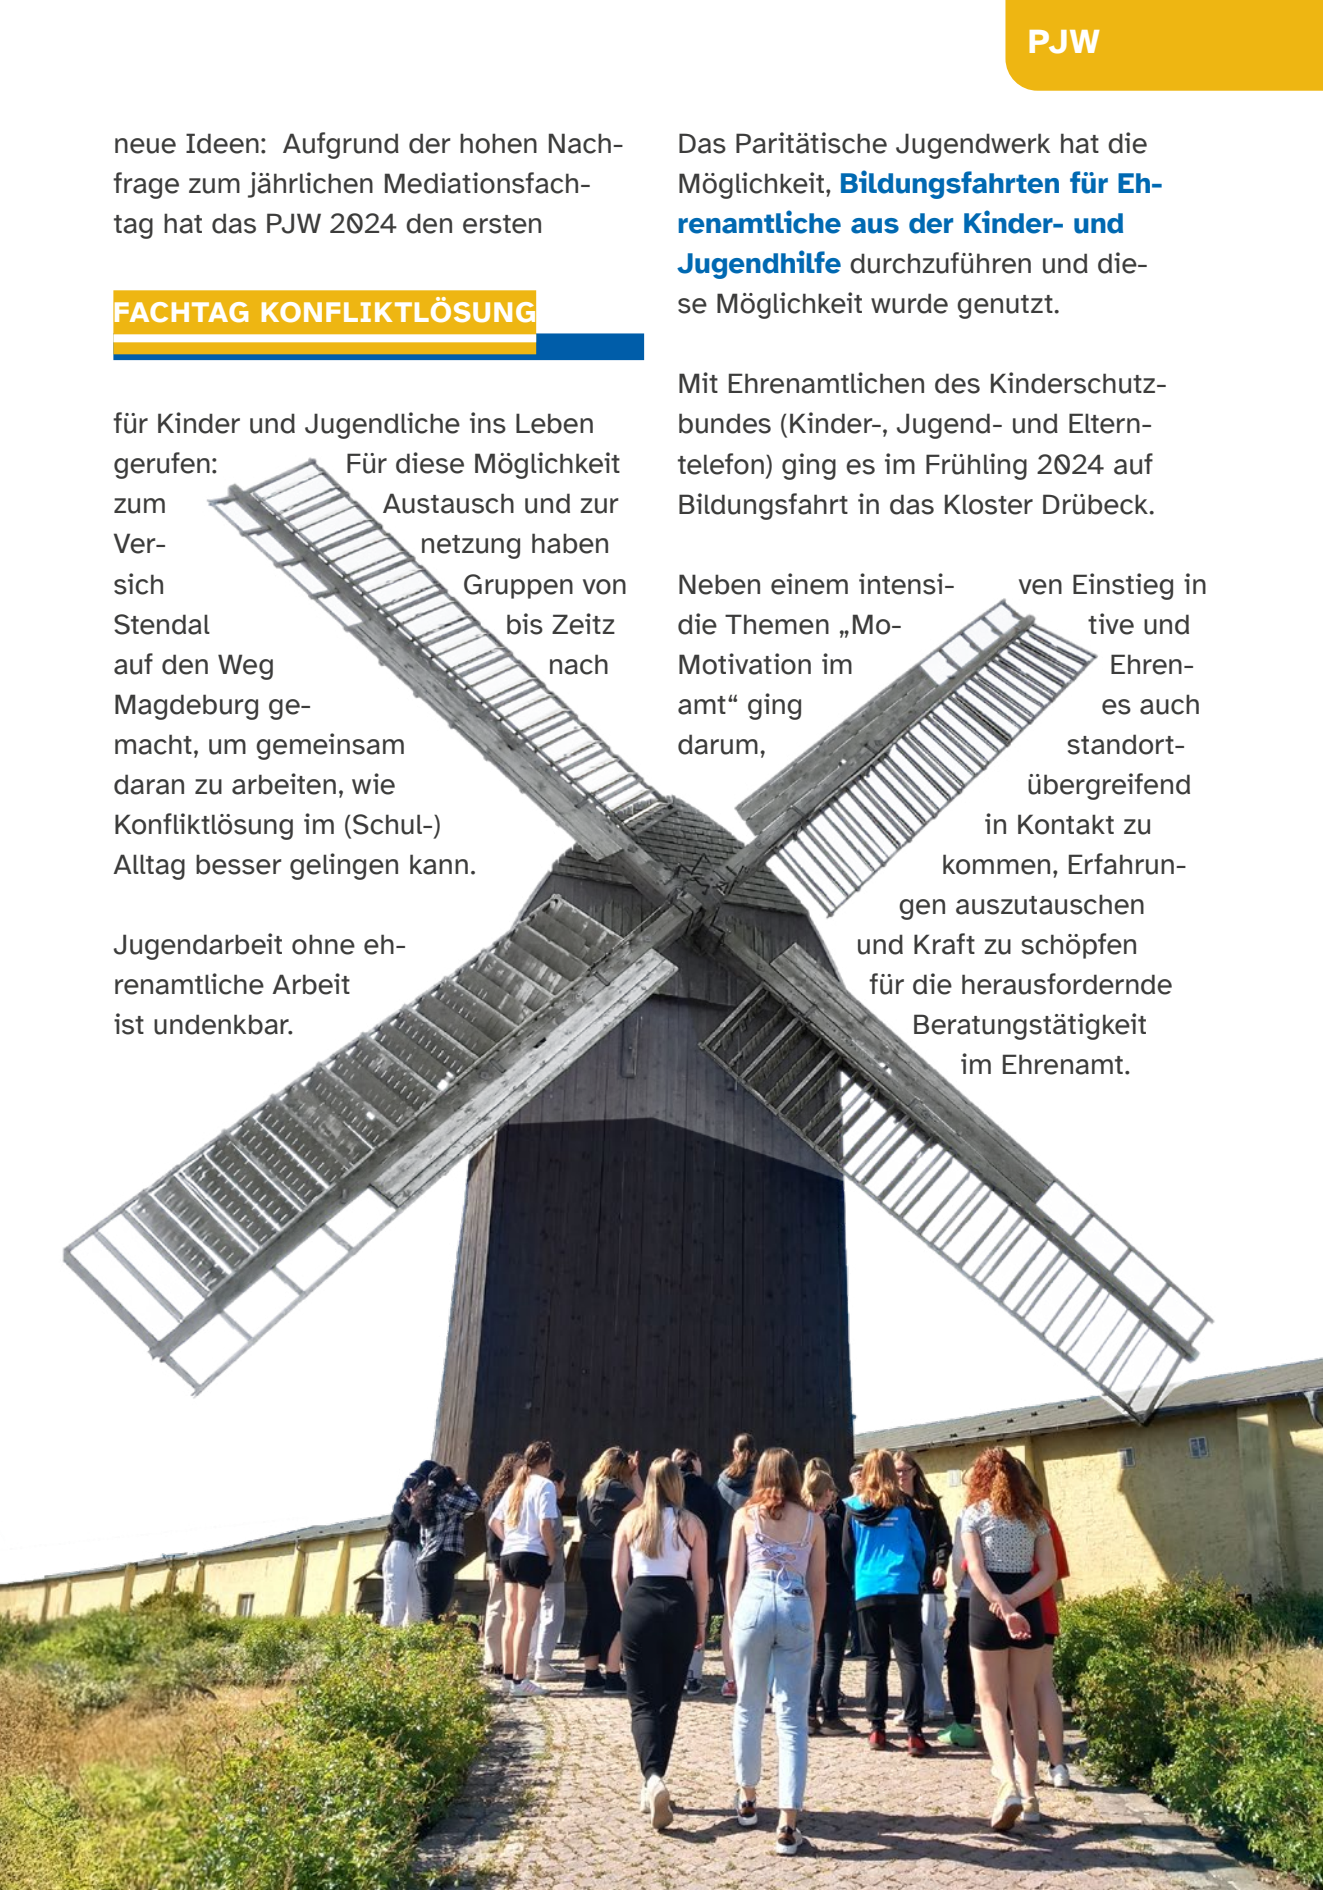 PJW
neue Ideen: Aufgrund der hohen Nach-
frage zum jährlichen Mediationsfach-
tag hat das PJW 2024 den ersten
FACHTAG KONFLIKTLÖSUNG
für Kinder und Jugendliche ins Leben
gerufen: Für diese Möglichkeit
zum Austausch und zur
Ver- netzung haben
sich Gruppen von
Stendal bis Zeitz
auf den Weg nach
Magdeburg ge-
macht, um gemeinsam
daran zu arbeiten, wie
Konfliktlösung im (Schul-)
Alltag besser gelingen kann.
Jugendarbeit ohne eh-
renamtliche Arbeit
ist undenkbar.
Das Paritätische Jugendwerk hat die
Möglichkeit, Bildungsfahrten für Eh-
renamtliche aus der Kinder- und
Jugendhilfe durchzuführen und die-
se Möglichkeit wurde genutzt.
Mit Ehrenamtlichen des Kinderschutz-
bundes (Kinder-, Jugend- und Eltern-
telefon) ging es im Frühling 2024 auf
Bildungsfahrt in das Kloster Drübeck.
Neben einem intensi- ven Einstieg in
die Themen „Mo- tive und
Motivation im Ehren-
amt“ ging es auch
darum, standort-
übergreifend
in Kontakt zu
kommen, Erfahrun-
gen auszutauschen
und Kraft zu schöpfen
für die herausfordernde
Beratungstätigkeit
im Ehrenamt.